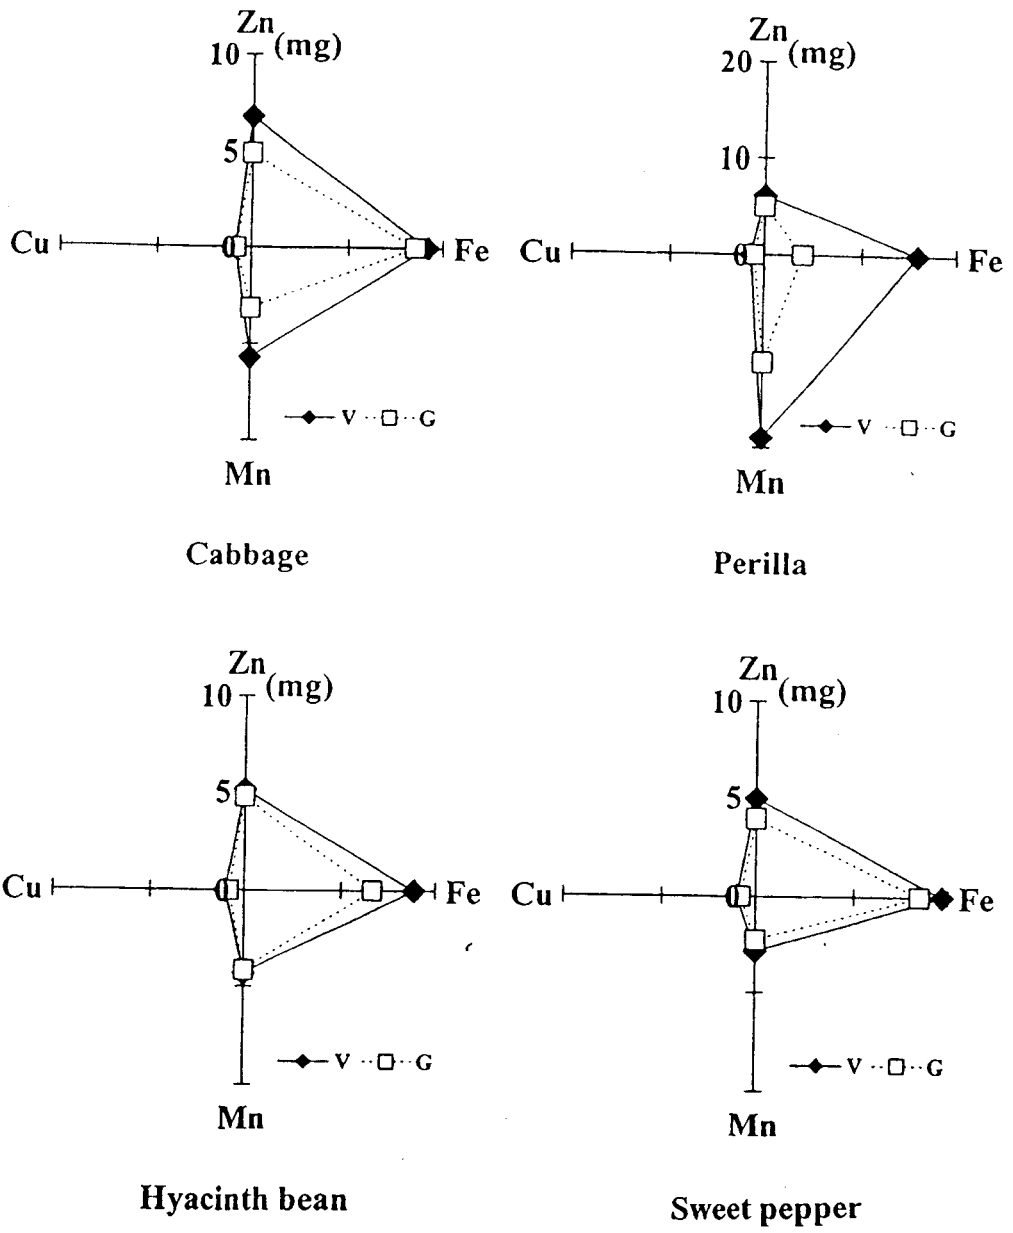 Zn
10 (mg)
5
Cu 0 Fe
V G
Mn
Cabbage
Zn
20 (mg)
10
Cu 0 Fe
V G
Mn
Perilla
Zn
10 (mg)
5
Cu 0 Fe
V G
Mn
Hyacinth bean
Zn
10 (mg)
5
Cu 0 Fe
V G
Mn
Sweet pepper